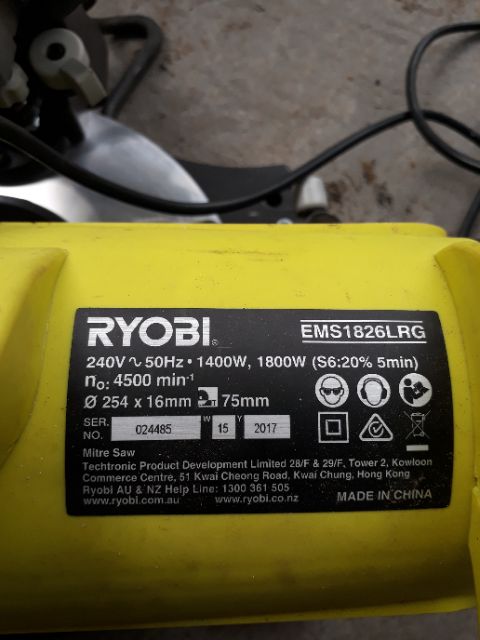 RYOBI®
EMS1826LRG
240V ~ 50Hz • 1400W, 1800W (S6:20% 5min)
n₀: 4500 min⁻¹
Ø 254 x 16mm 75mm
SER. NO. 024485 W 15 Y 2017
Mitre Saw
Techtronic Product Development Limited 28/F & 29/F, Tower 2, Kowloon
Commerce Centre, 51 Kwai Cheong Road, Kwai Chung, Hong Kong
Ryobi AU & NZ Help Line: 1300 361 505
www.ryobi.com.au www.ryobi.co.nz
MADE IN CHINA